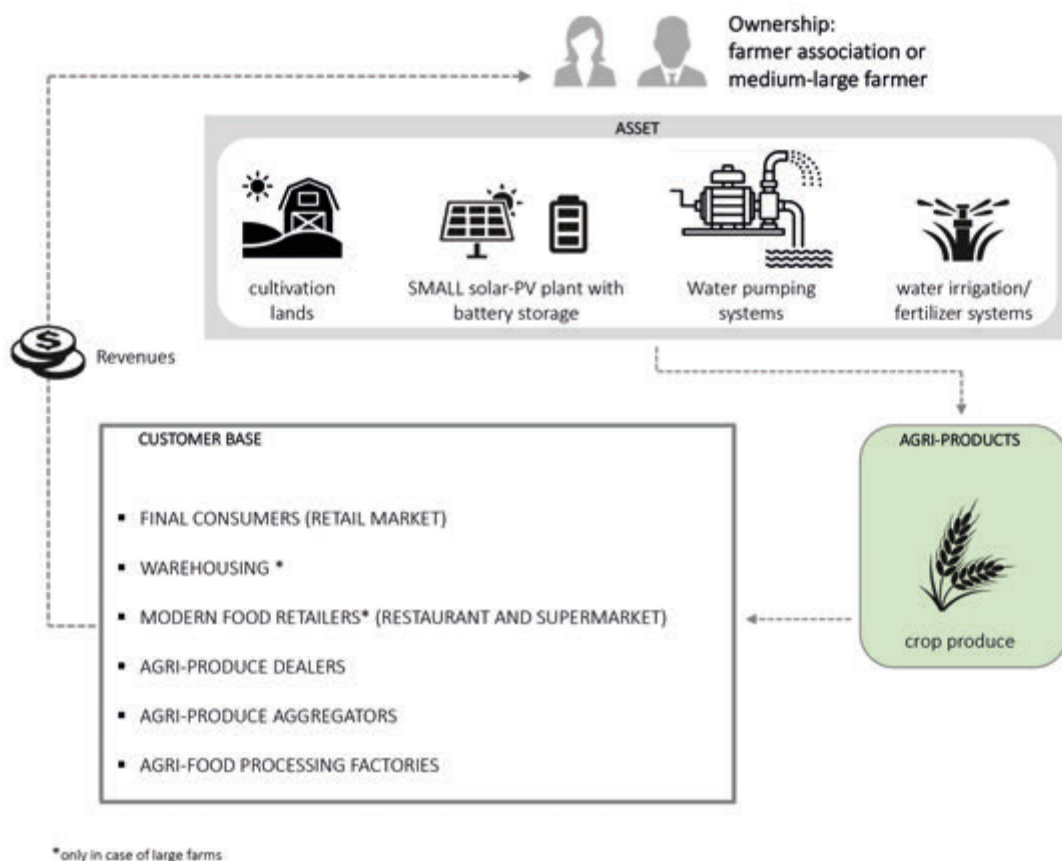 Ownership:
farmer association or
medium-large farmer
ASSET
cultivation
lands
SMALL solar-PV plant with
battery storage
Water pumping
systems
water irrigation/
fertilizer systems
Revenues
CUSTOMER BASE
▪ FINAL CONSUMERS (RETAIL MARKET)
▪ WAREHOUSING *
▪ MODERN FOOD RETAILERS* (RESTAURANT AND SUPERMARKET)
▪ AGRI-PRODUCE DEALERS
▪ AGRI-PRODUCE AGGREGATORS
▪ AGRI-FOOD PROCESSING FACTORIES
AGRI-PRODUCTS
crop produce
*only in case of large farms